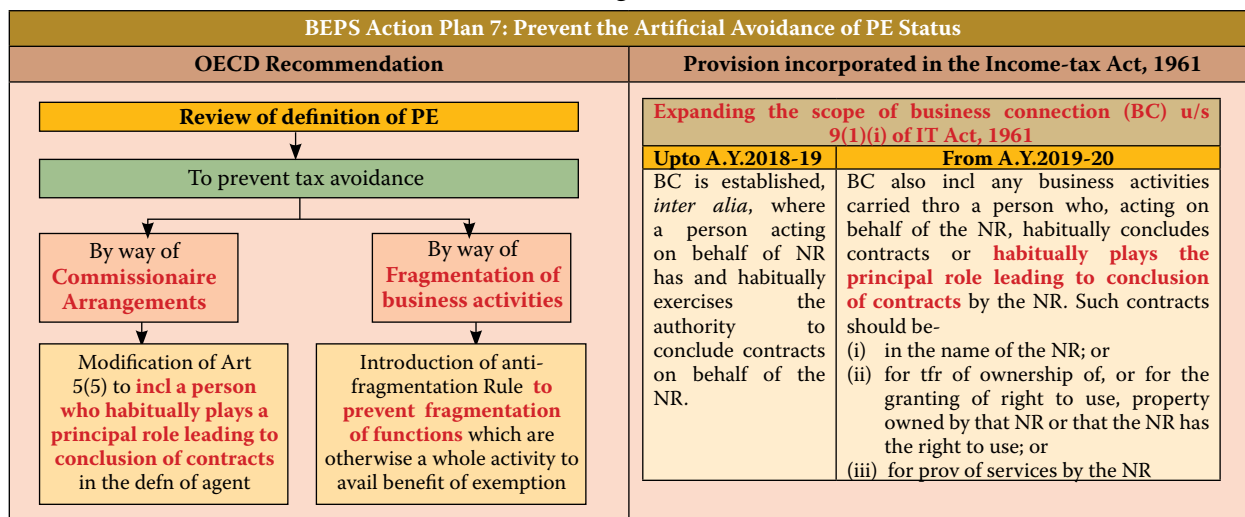 BEPS Action Plan 7: Prevent the Artificial Avoidance of PE Status
OECD Recommendation
Review of definition of PE
To prevent tax avoidance
By way of
Commissionaire
Arrangements
By way of
Fragmentation of
business activities
Modification of Art
5(5) to incl a person
who habitually plays a
principal role leading to
conclusion of contracts
in the defn of agent
Introduction of anti-
fragmentation Rule to
prevent fragmentation
of functions which are
otherwise a whole activity to
avail benefit of exemption
Provision incorporated in the Income-tax Act, 1961
Expanding the scope of business connection (BC) u/s
9(1)(i) of IT Act, 1961
Upto A.Y.2018-19
BC is established,
inter alia, where
a person acting
on behalf of NR
has and habitually
exercises the
authority to
conclude contracts
on behalf of the
NR.
From A.Y.2019-20
BC also incl any business activities
carried thro a person who, acting on
behalf of the NR, habitually concludes
contracts or habitually plays the
principal role leading to conclusion
of contracts by the NR. Such contracts
should be-
(i) in the name of the NR; or
(ii) for tfr of ownership of, or for the
granting of right to use, property
owned by that NR or that the NR has
the right to use; or
(iii) for prov of services by the NR